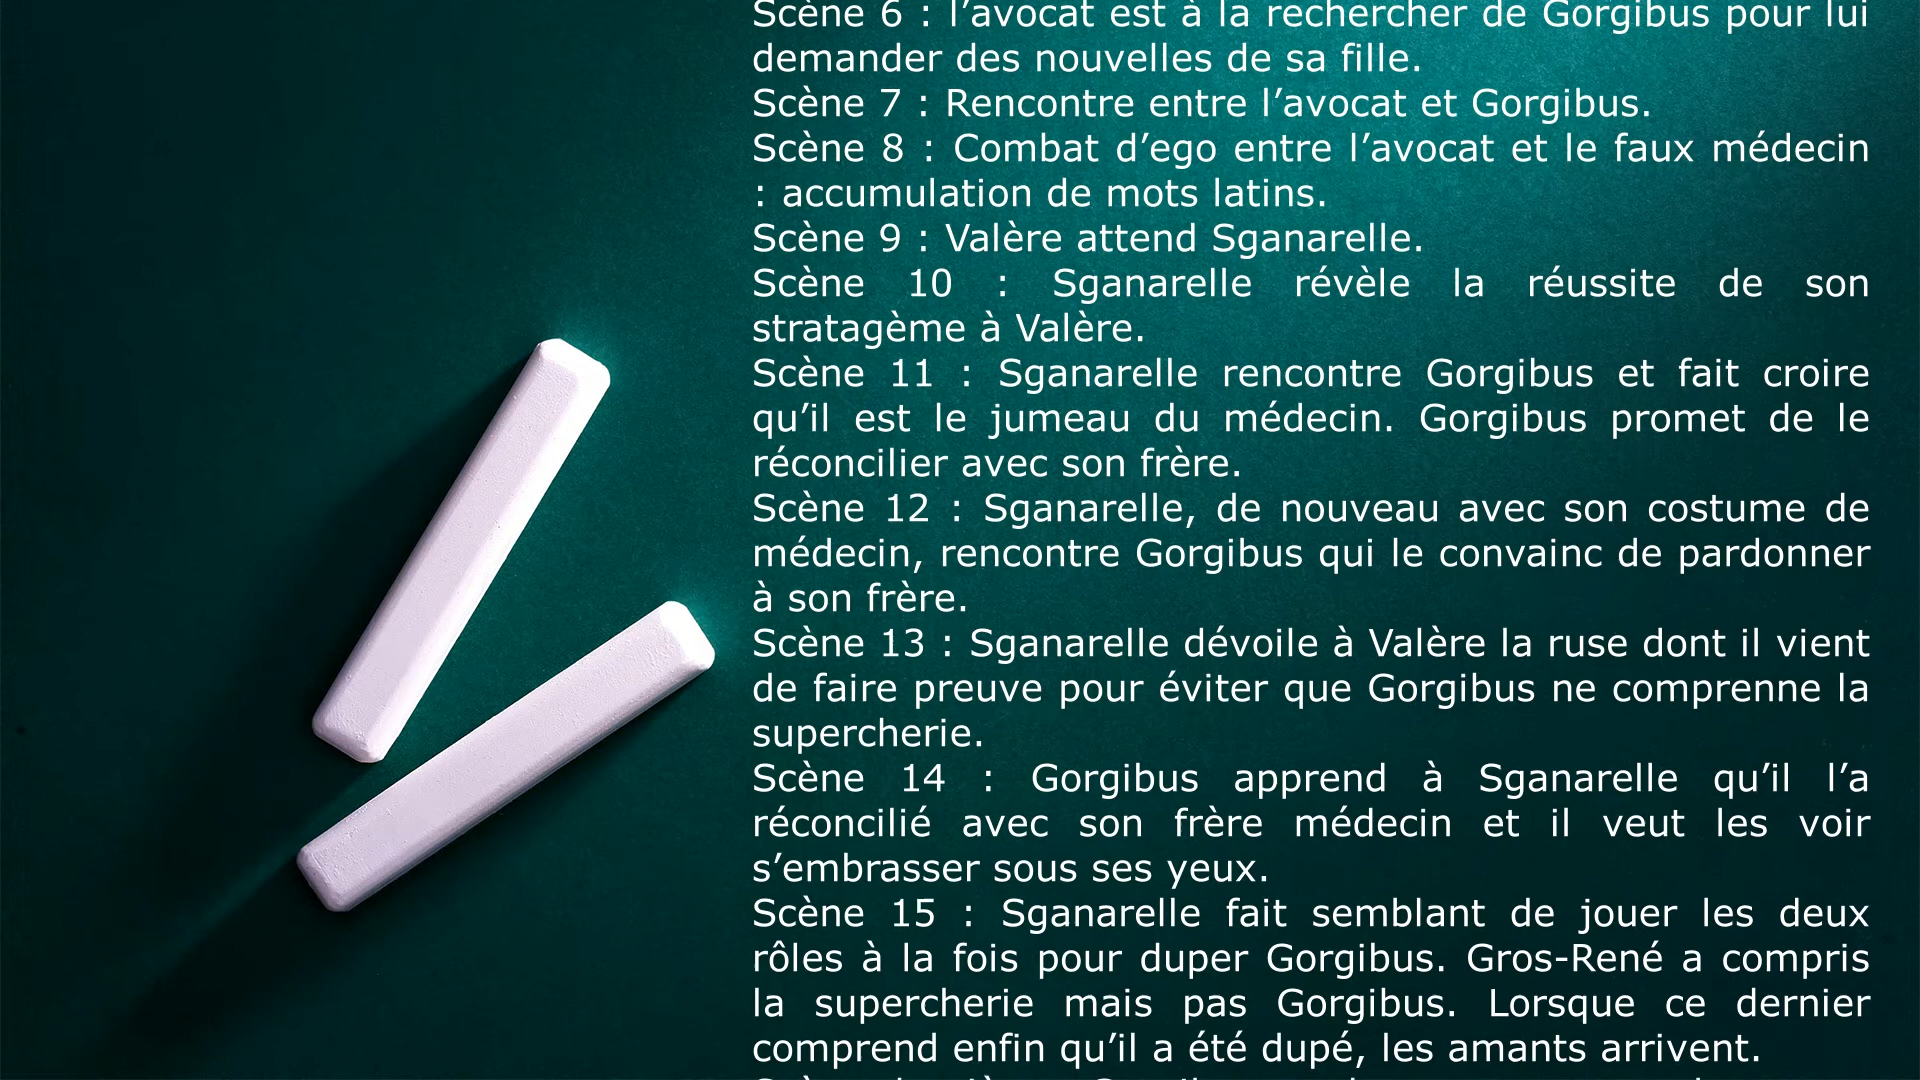 Scène 6 : l’avocat est à la rechercher de Gorgibus pour lui
demander des nouvelles de sa fille.
Scène 7 : Rencontre entre l’avocat et Gorgibus.
Scène 8 : Combat d’ego entre l’avocat et le faux médecin
: accumulation de mots latins.
Scène 9 : Valère attend Sganarelle.
Scène 10 : Sganarelle révèle la réussite de son
stratagème à Valère.
Scène 11 : Sganarelle rencontre Gorgibus et fait croire
qu’il est le jumeau du médecin. Gorgibus promet de le
réconcilier avec son frère.
Scène 12 : Sganarelle, de nouveau avec son costume de
médecin, rencontre Gorgibus qui le convainc de pardonner
à son frère.
Scène 13 : Sganarelle dévoile à Valère la ruse dont il vient
de faire preuve pour éviter que Gorgibus ne comprenne la
supercherie.
Scène 14 : Gorgibus apprend à Sganarelle qu’il l’a
réconcilié avec son frère médecin et il veut les voir
s’embrasser sous ses yeux.
Scène 15 : Sganarelle fait semblant de jouer les deux
rôles à la fois pour duper Gorgibus. Gros-René a compris
la supercherie mais pas Gorgibus. Lorsque ce dernier
comprend enfin qu’il a été dupé, les amants arrivent.